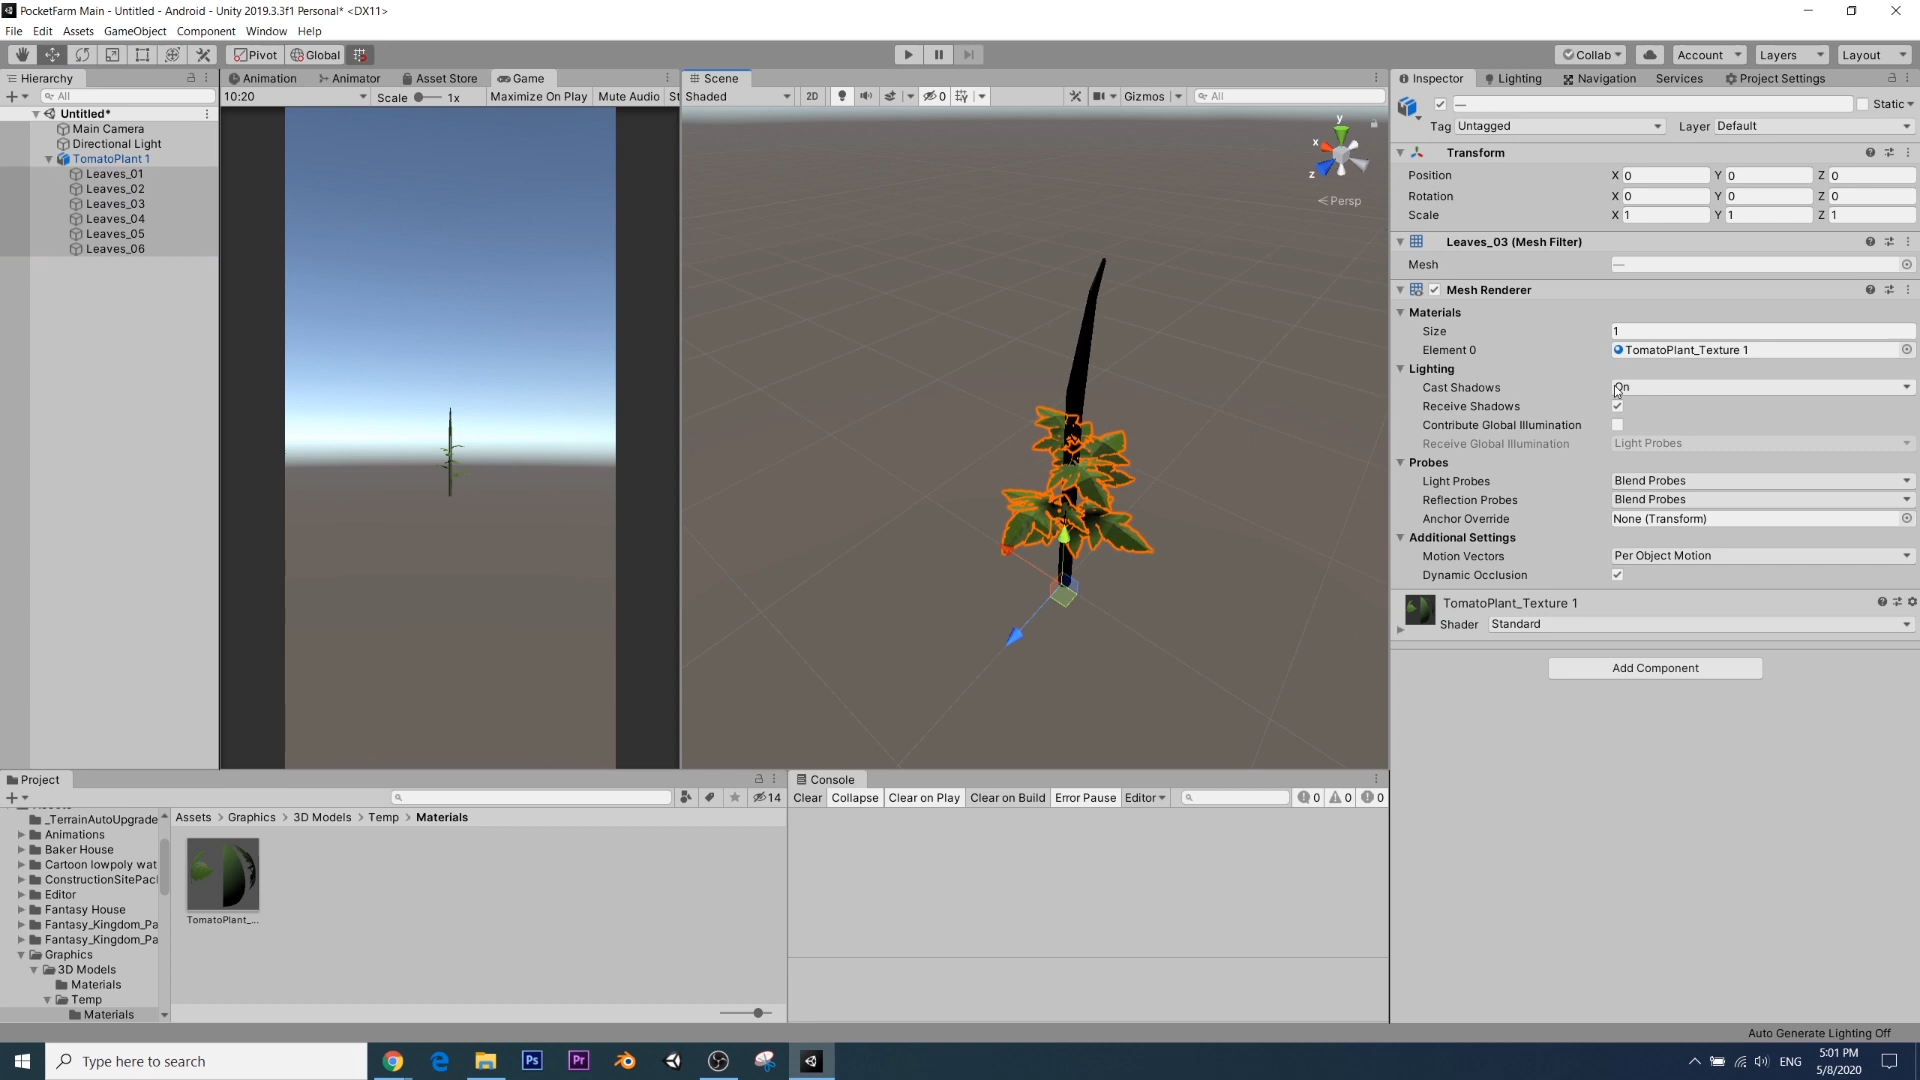 PocketFarm Main - Untitled - Android - Unity 2019.3.3f1 Personal* <DX11>
File Edit Assets GameObject Component Window Help
Pivot Global Collab Account Layers Layout
Hierarchy
All
Untitled*
Main Camera
Directional Light
TomatoPlant 1
Leaves_01
Leaves_02
Leaves_03
Leaves_04
Leaves_05
Leaves_06
Animation Animator Asset Store Game
10:20 Scale 1x Maximize On Play Mute Audio St
Scene
Shaded 2D 0 Gizmos All
y
x
z
Persp
Inspector Lighting Navigation Services Project Settings
— Static
Tag Untagged Layer Default
Transform
Position X 0 Y 0 Z 0
Rotation X 0 Y 0 Z 0
Scale X 1 Y 1 Z 1
Leaves_03 (Mesh Filter)
Mesh —
Mesh Renderer
Materials
Size 1
Element 0 TomatoPlant_Texture 1
Lighting
Cast Shadows On
Receive Shadows
Contribute Global Illumination
Receive Global Illumination Light Probes
Probes
Light Probes Blend Probes
Reflection Probes Blend Probes
Anchor Override None (Transform)
Additional Settings
Motion Vectors Per Object Motion
Dynamic Occlusion
TomatoPlant_Texture 1
Shader Standard
Add Component
Project
14
_TerrainAutoUpgrade
Animations
Baker House
Cartoon lowpoly wat
ConstructionSitePacl
Editor
Fantasy House
Fantasy_Kingdom_Pa
Fantasy_Kingdom_Pa
Graphics
3D Models
Materials
Temp
Materials
Assets > Graphics > 3D Models > Temp > Materials
TomatoPlant_...
Console
Clear Collapse Clear on Play Clear on Build Error Pause Editor 0 0 0
Auto Generate Lighting Off
Type here to search
Ps Pr
ENG
5:01 PM
5/8/2020